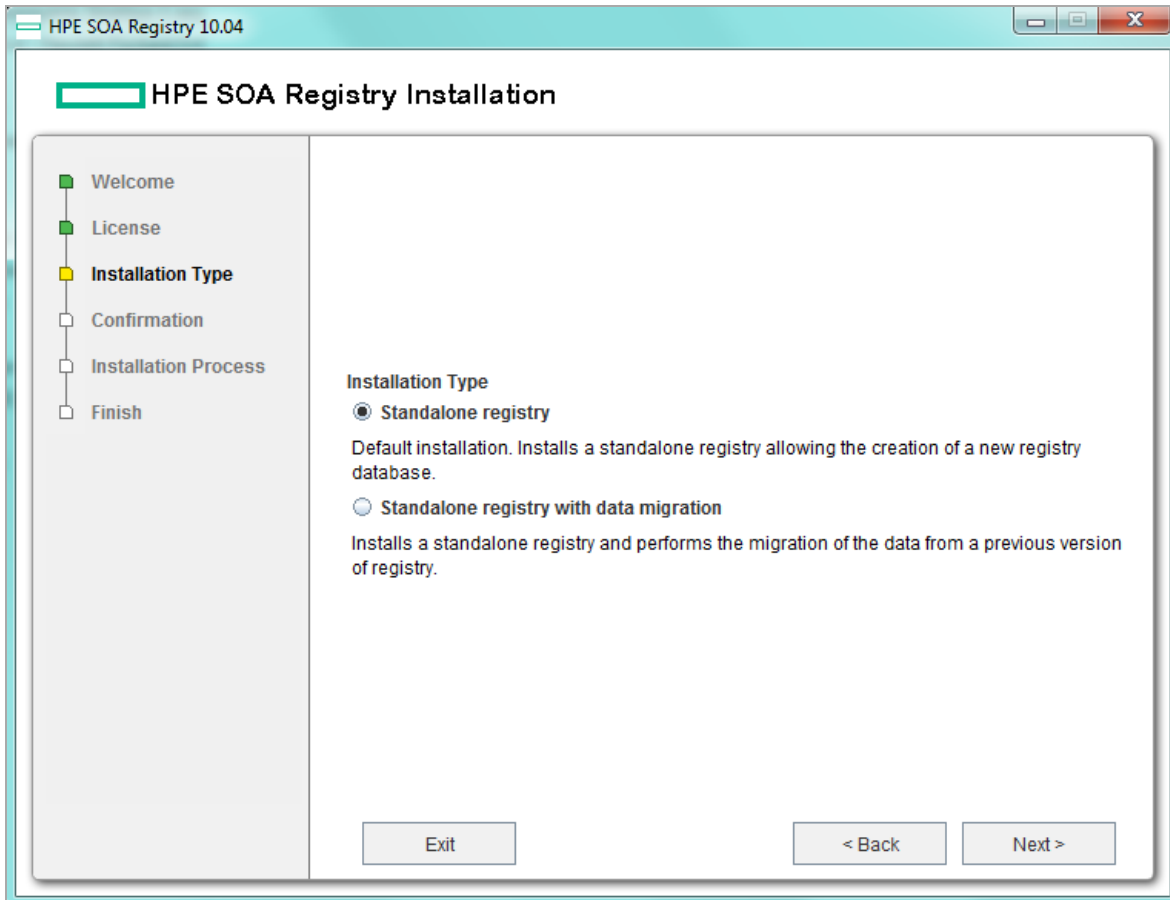 HPE SOA Registry 10.04
HPE SOA Registry Installation
Welcome
License
Installation Type
Confirmation
Installation Process
Finish
Installation Type
Standalone registry
Default installation. Installs a standalone registry allowing the creation of a new registry
database.
Standalone registry with data migration
Installs a standalone registry and performs the migration of the data from a previous version
of registry.
Exit
< Back
Next >